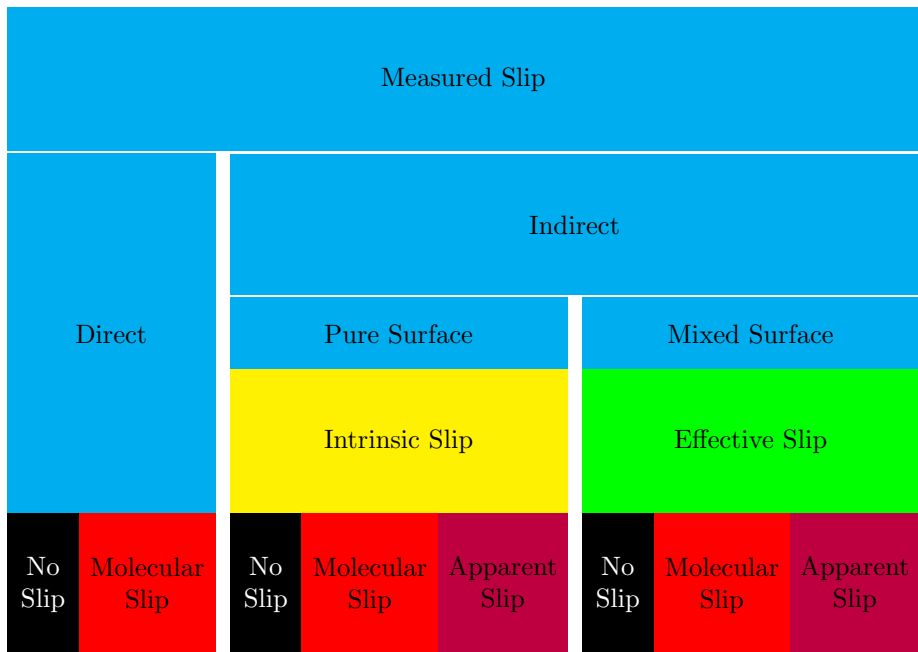 Measured Slip
Indirect
Direct
Pure Surface
Mixed Surface
Intrinsic Slip
Effective Slip
No
Slip
Molecular
Slip
No
Slip
Molecular
Slip
Apparent
Slip
No
Slip
Molecular
Slip
Apparent
Slip